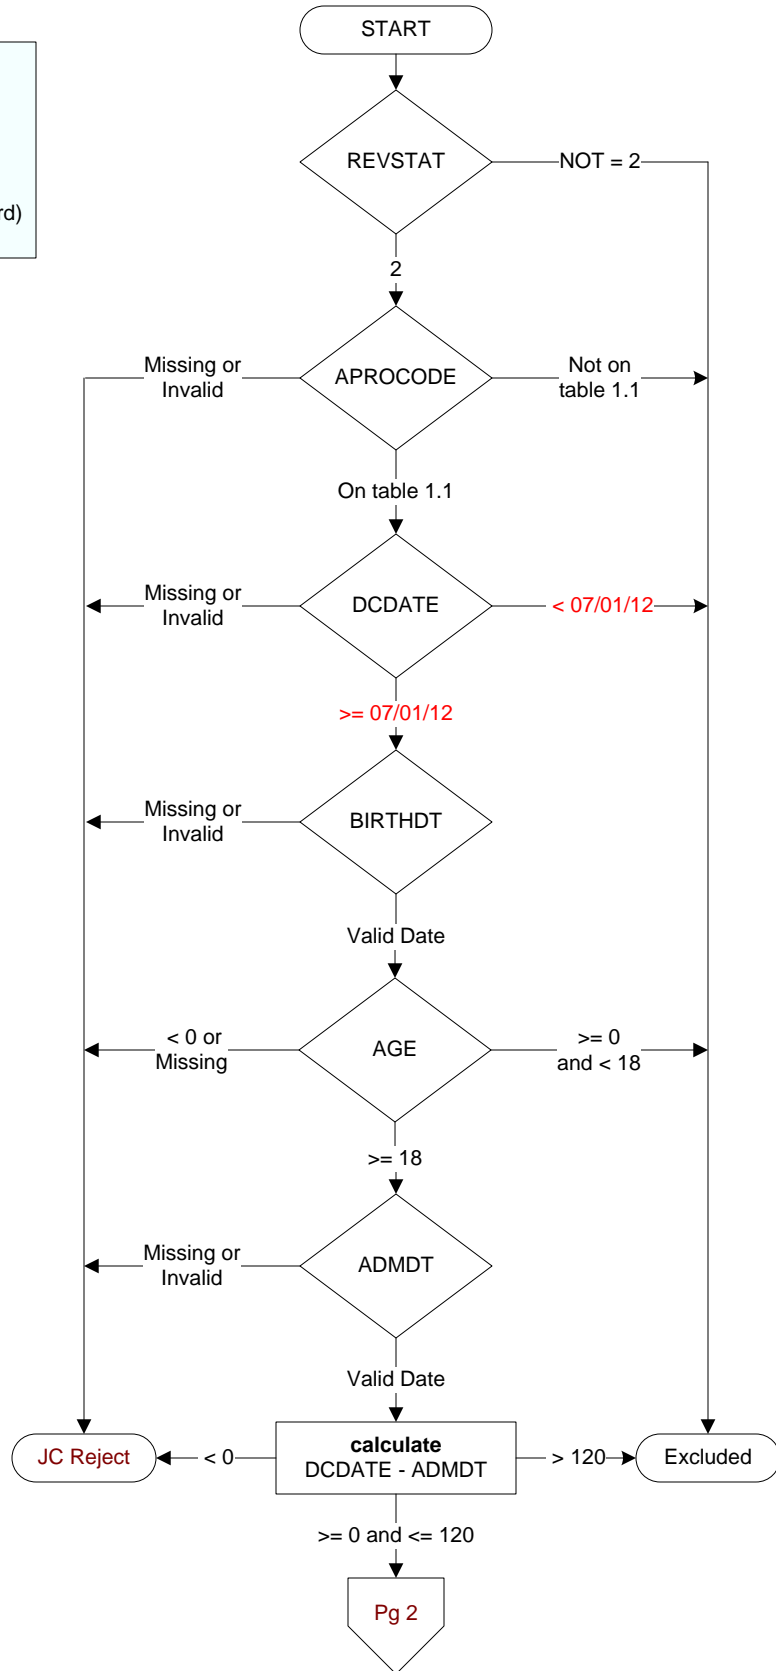 START
REVSTAT
NOT = 2
rd)
2
Missing or
Invalid
APROCODE
Not on
table 1.1
On table 1.1
Missing or
Invalid
DCDATE
< 07/01/12
>= 07/01/12
Missing or
Invalid
BIRTHDT
Valid Date
< 0 or
Missing
AGE
>= 0
and < 18
>= 18
Missing or
Invalid
ADMDT
Valid Date
JC Reject
< 0
calculate
DCDATE - ADMDT
> 120
Excluded
>= 0 and <= 120
Pg 2